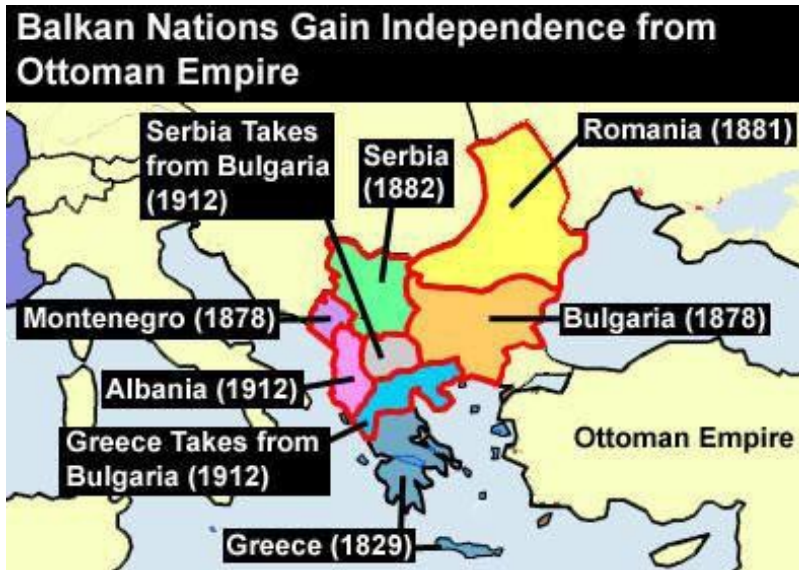 Balkan Nations Gain Independence from
Ottoman Empire
Serbia Takes
from Bulgaria
(1912)
Serbia
(1882)
Romania (1881)
Montenegro (1878)
Bulgaria (1878)
Albania (1912)
Greece Takes from
Bulgaria (1912)
Ottoman Empire
Greece (1829)